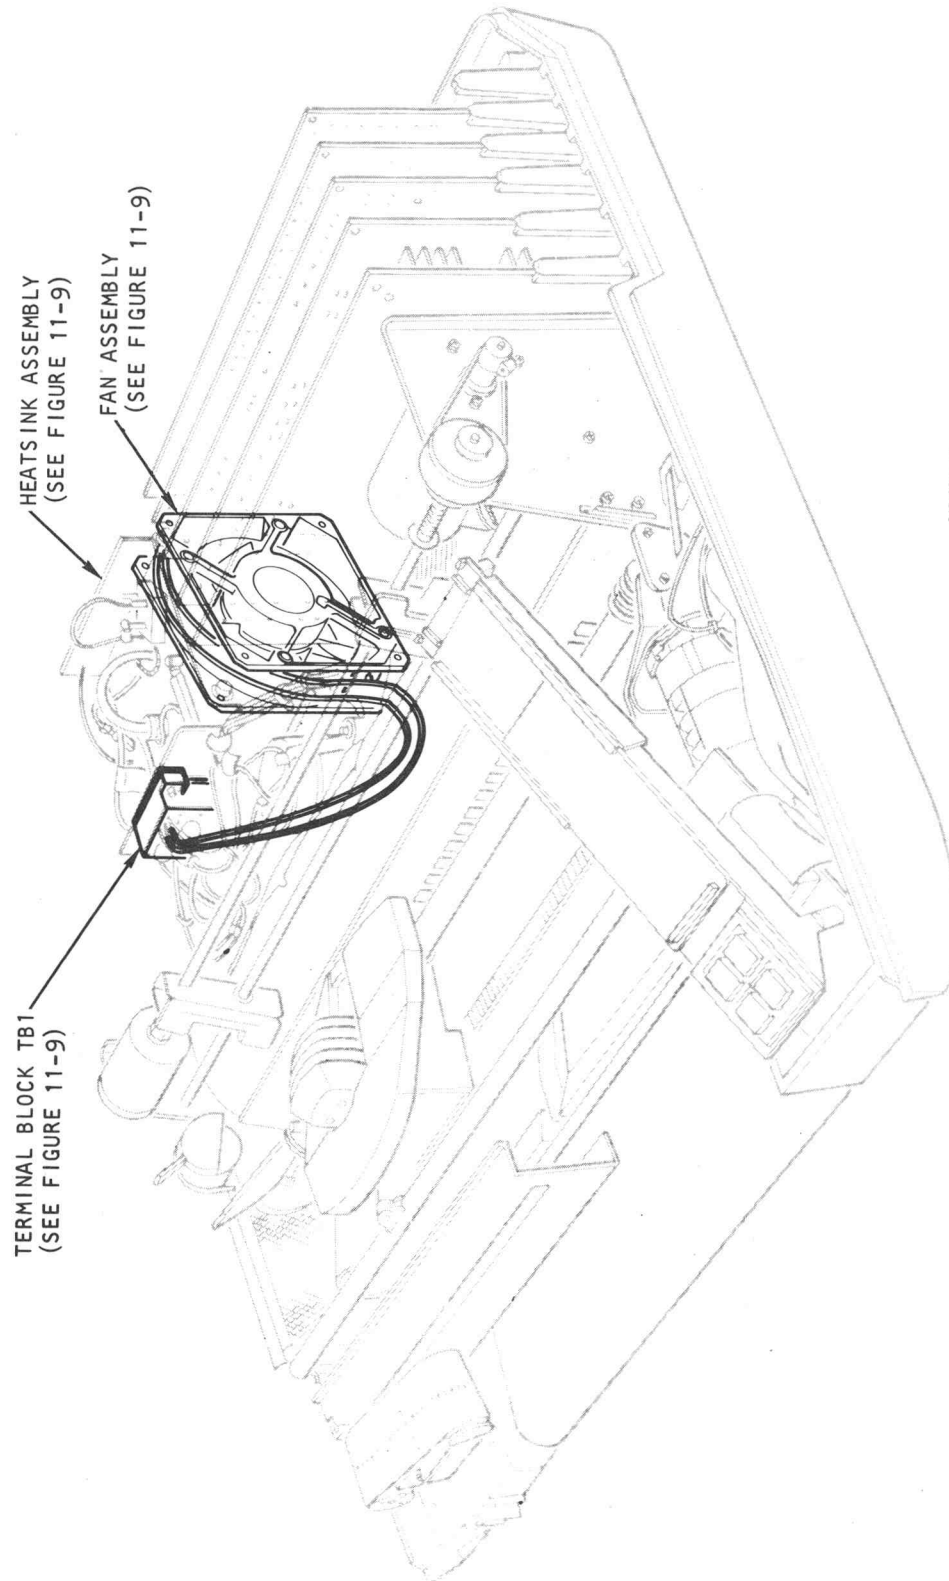 TERMINAL BLOCK TB1
(SEE FIGURE 11-9)
HEATSINK ASSEMBLY
(SEE FIGURE 11-9)
FAN ASSEMBLY
(SEE FIGURE 11-9)